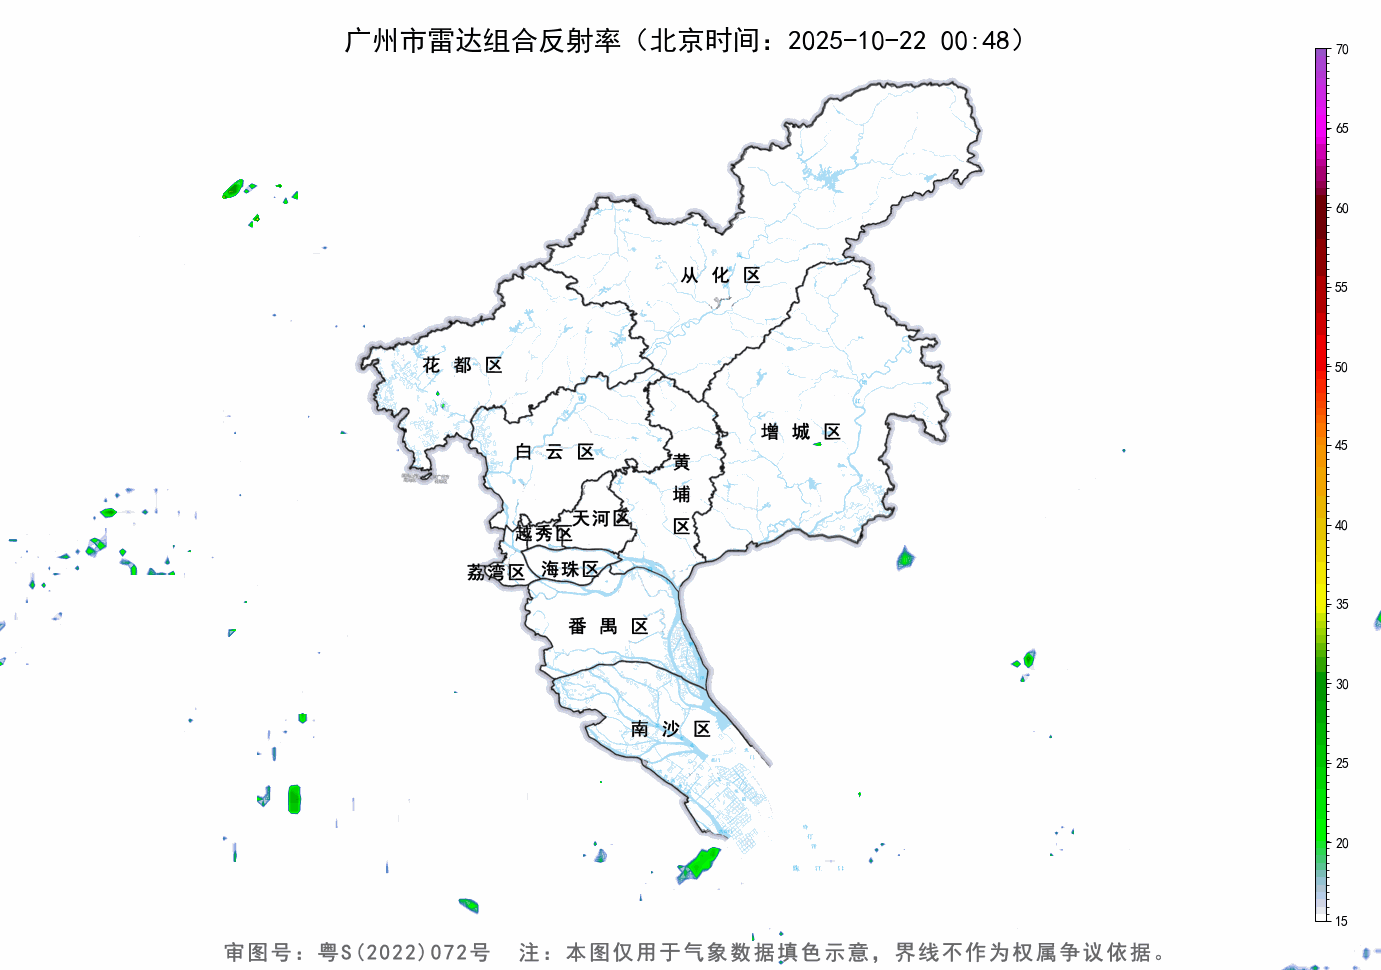 广州市雷达组合反射率（北京时间：2025-10-22 00:48）
70
65
60
55
50
45
40
35
30
25
20
15
从化区
花都区
增城区
白云区
黄埔区
天河区
越秀区
荔湾区
海珠区
番禺区
南沙区
审图号：粤S(2022)072号 注：本图仅用于气象数据填色示意，界线不作为权属争议依据。